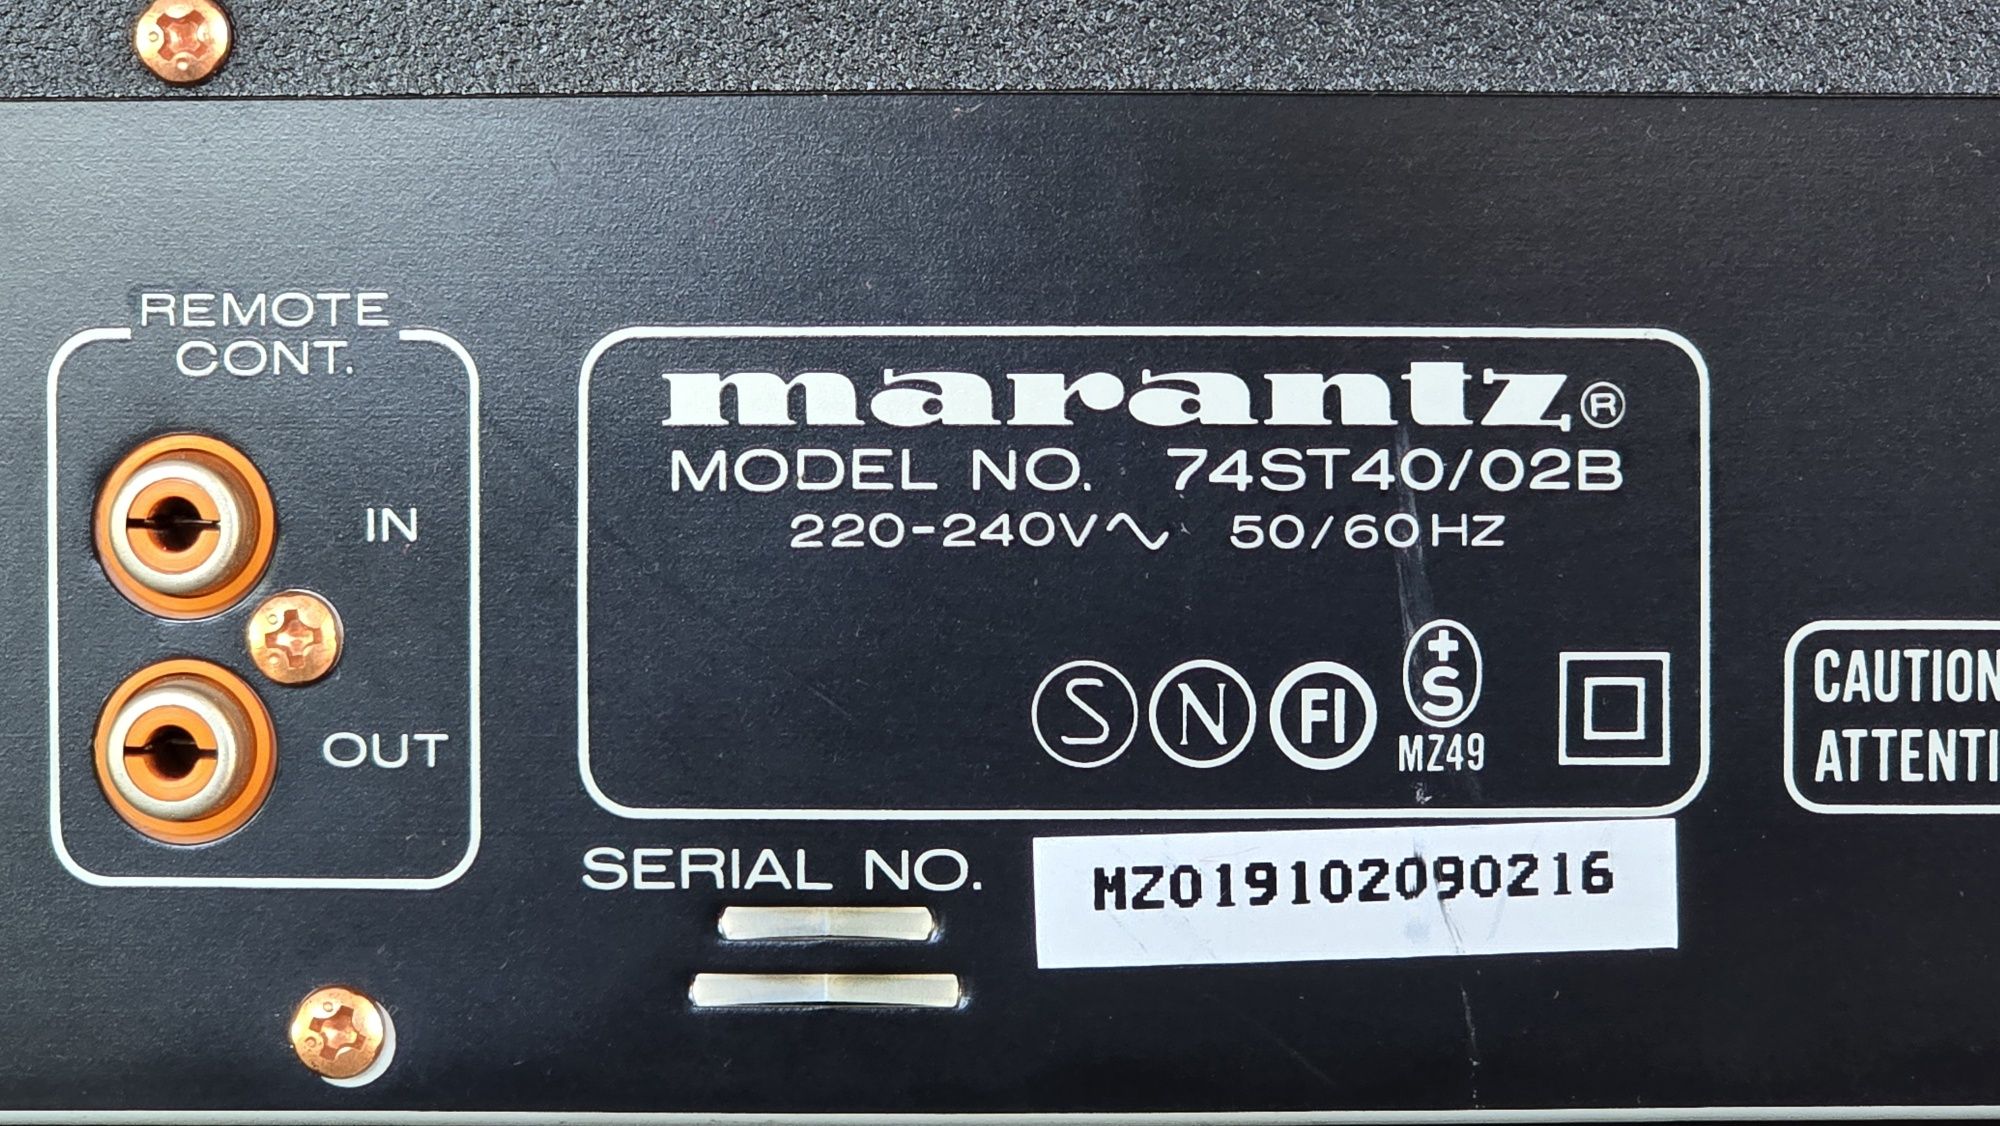 REMOTE
CONT.
IN
OUT
marantz®
MODEL NO. 74ST40/02B
220-240V∿ 50/60HZ
S N FI +S
MZ49
SERIAL NO. MZ019102090216
CAUTION
ATTENTI